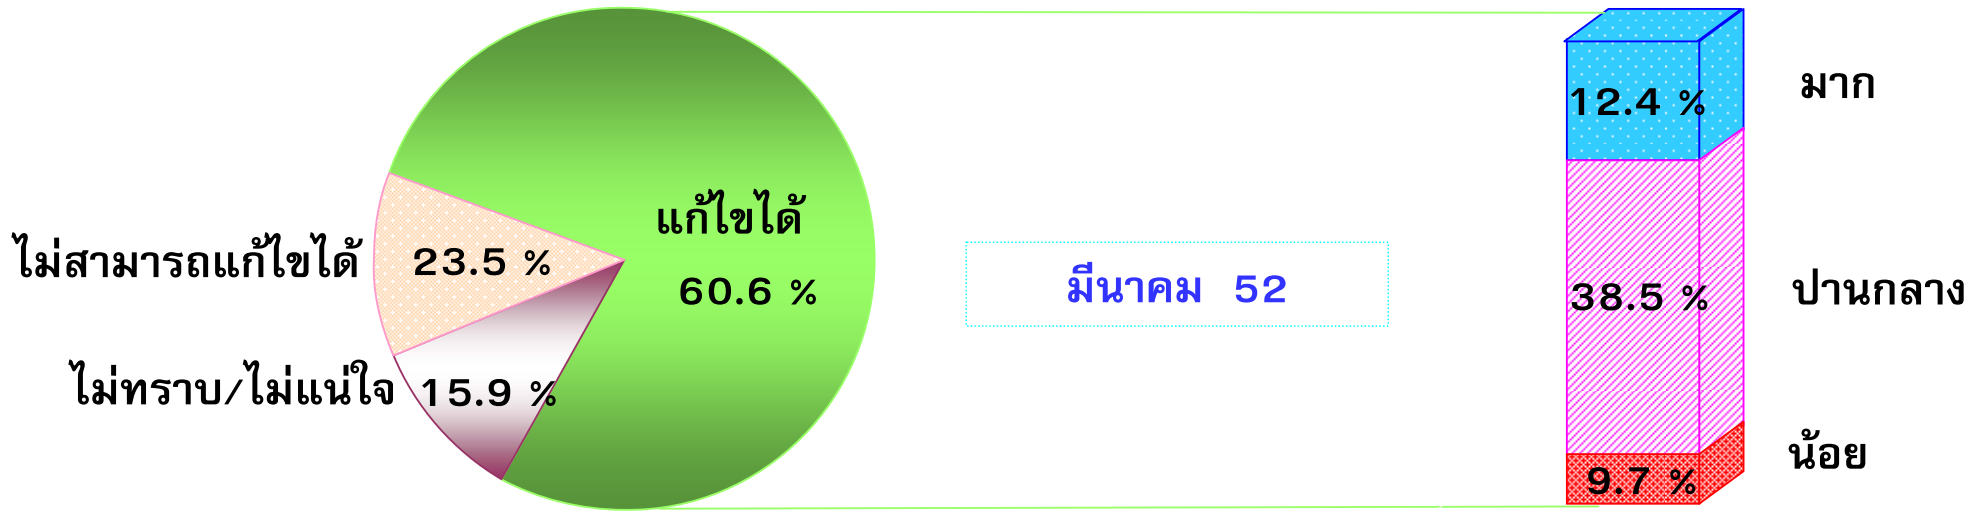 แก้ไขได้
60.6 %
ไม่สามารถแก้ไขได้
23.5 %
ไม่ทราบ/ไม่แน่ใจ
15.9 %
มีนาคม 52
12.4 %
มาก
38.5 %
ปานกลาง
9.7 %
น้อย